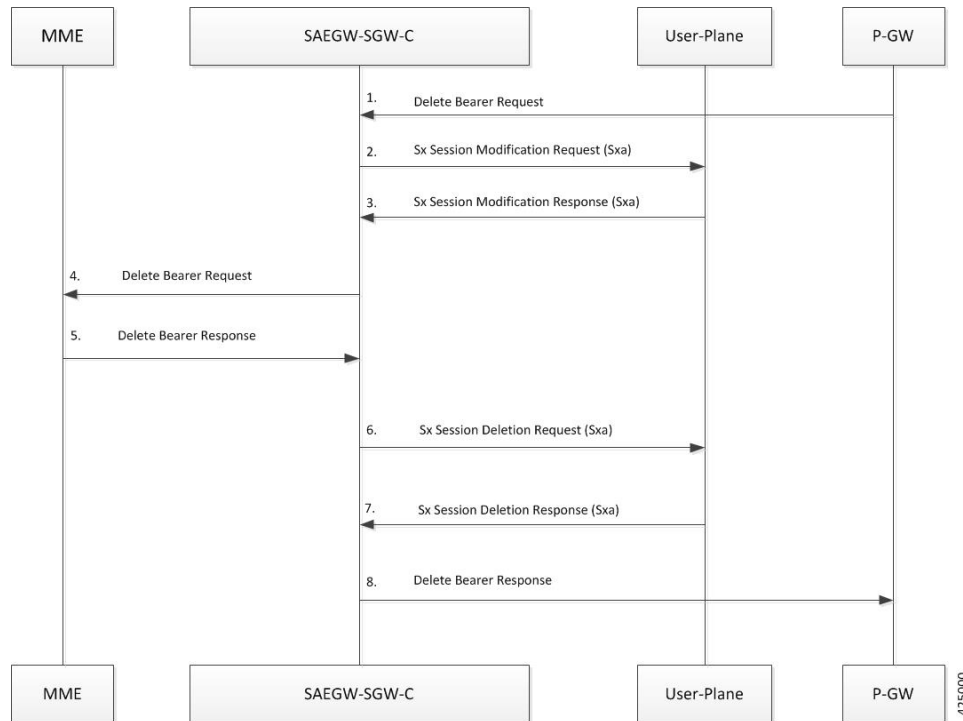 MME
SAEGW-SGW-C
User-Plane
P-GW
1. Delete Bearer Request
2. Sx Session Modification Request (Sxa)
3. Sx Session Modification Response (Sxa)
4. Delete Bearer Request
5. Delete Bearer Response
6. Sx Session Deletion Request (Sxa)
7. Sx Session Deletion Response (Sxa)
8. Delete Bearer Response
MME
SAEGW-SGW-C
User-Plane
P-GW